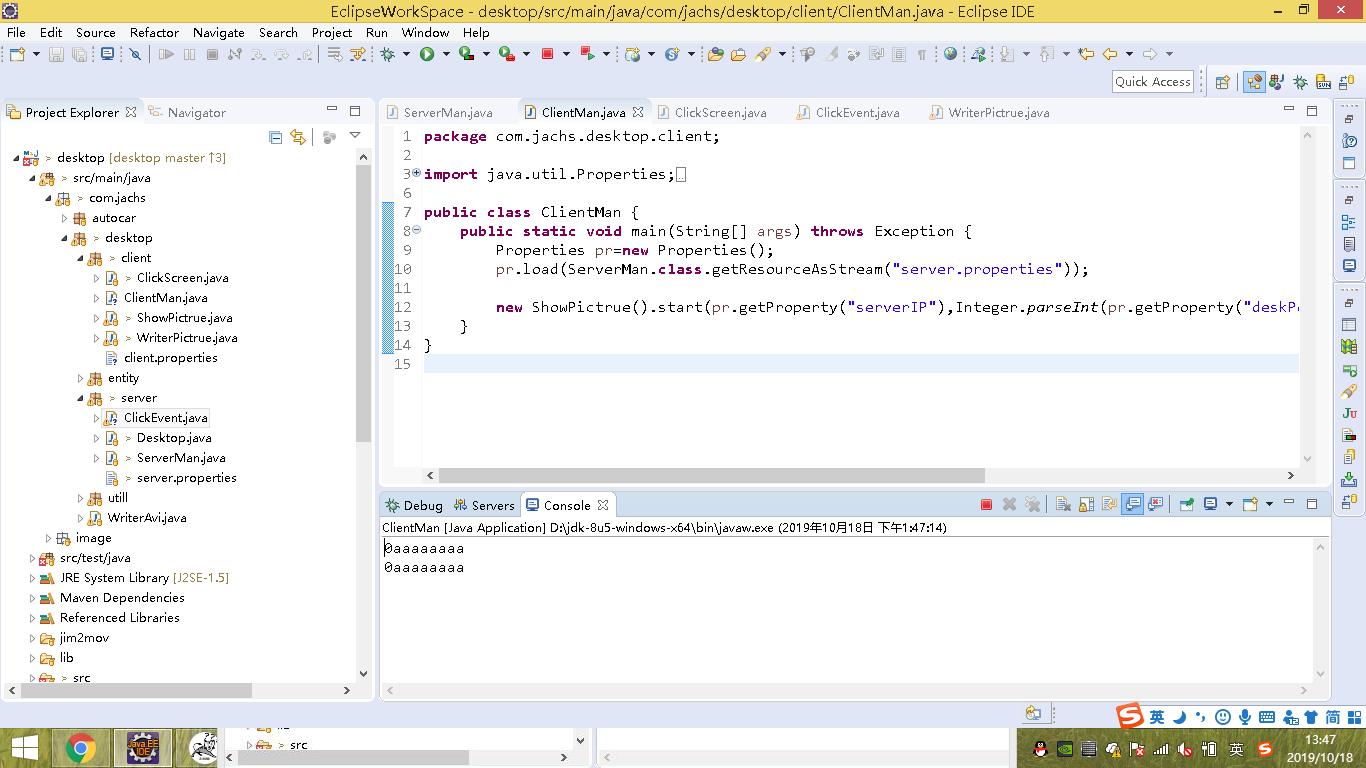 EclipseWorkSpace - desktop/src/main/java/com/jachs/desktop/client/ClientMan.java - Eclipse IDE
File Edit Source Refactor Navigate Search Project Run Window Help
Quick Access
Project Explorer Navigator
> desktop [desktop master ↑3]
> src/main/java
> com.jachs
autocar
> desktop
> client
> ClickScreen.java
ClientMan.java
> ShowPictrue.java
> WriterPictrue.java
client.properties
entity
> server
ClickEvent.java
> Desktop.java
> ServerMan.java
> server.properties
utill
WriterAvi.java
image
src/test/java
JRE System Library [J2SE-1.5]
Maven Dependencies
Referenced Libraries
jim2mov
lib
> src
ServerMan.java ClientMan.java ClickScreen.java ClickEvent.java WriterPictrue.java
1 package com.jachs.desktop.client;
2
3 import java.util.Properties;
6
7 public class ClientMan {
8 public static void main(String[] args) throws Exception {
9 Properties pr=new Properties();
10 pr.load(ServerMan.class.getResourceAsStream("server.properties"));
11
12 new ShowPictrue().start(pr.getProperty("serverIP"),Integer.parseInt(pr.getProperty("deskP
13 }
14 }
15
Debug Servers Console
ClientMan [Java Application] D:\jdk-8u5-windows-x64\bin\javaw.exe (2019年10月18日 下午1:47:14)
0aaaaaaaa
0aaaaaaaa
英 简
> src
英
13:47
2019/10/18